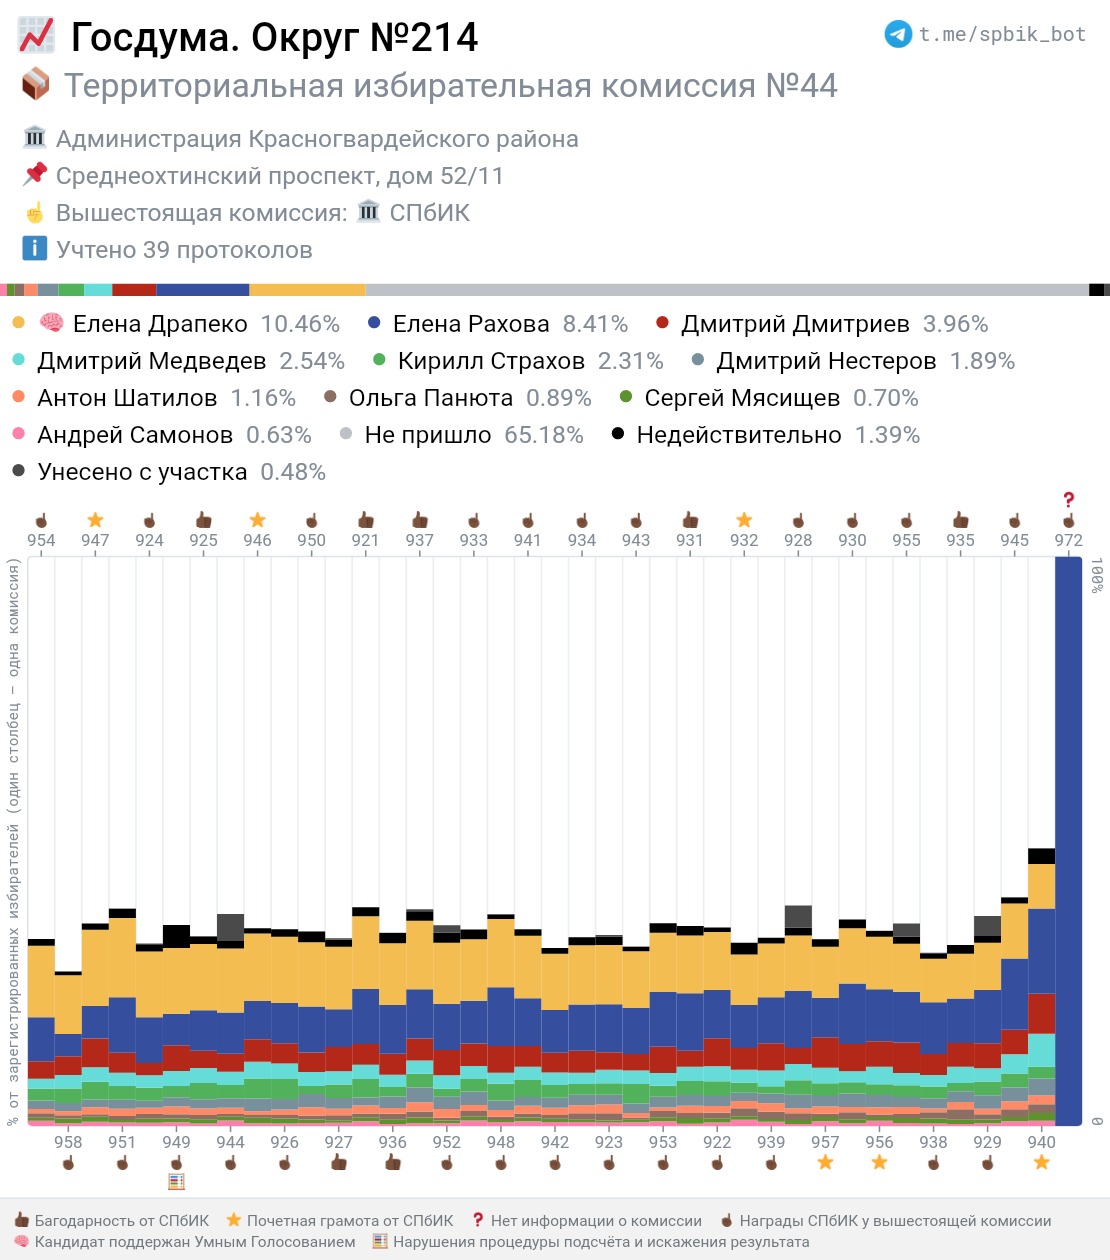 Госдума. Округ №214
t.me/spbik_bot
Территориальная избирательная комиссия №44
Администрация Красногвардейского района
Среднеохтинский проспект, дом 52/11
Вышестоящая комиссия: СПбИК
Учтено 39 протоколов
Елена Драпеко 10.46% Елена Рахова 8.41% Дмитрий Дмитриев 3.96%
Дмитрий Медведев 2.54% Кирилл Страхов 2.31% Дмитрий Нестеров 1.89%
Антон Шатилов 1.16% Ольга Панюта 0.89% Сергей Мясищев 0.70%
Андрей Самонов 0.63% Не пришло 65.18% Недействительно 1.39%
Унесено с участка 0.48%
954 947 924 925 946 950 921 937 933 941 934 943 931 932 928 930 955 935 945 972
% от зарегистрированных избирателей (один столбец – одна комиссия)
100%
0
958 951 949 944 926 927 936 952 948 942 923 953 922 939 957 956 938 929 940
Багодарность от СПбИК Почетная грамота от СПбИК Нет информации о комиссии Награды СПбИК у вышестоящей комиссии
Кандидат поддержан Умным Голосованием Нарушения процедуры подсчёта и искажения результата